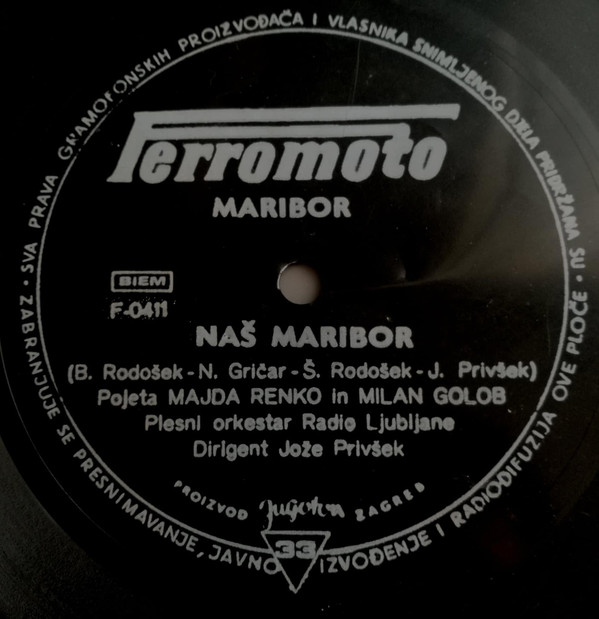 SVA PRAVA GRAMOFONSKIH PROIZVOĐAČA I VLASNIKA SNIMLJENOG DJELA PRIDRŽANA SU • ZABRANJUJE SE PRESNIMAVANJE, JAVNO IZVOĐENJE I RADIODIFUZIJA OVE PLOČE •
Ferromoto
MARIBOR
BIEM
F-0411
NAŠ MARIBOR
(B. Rodošek - N. Gričar - Š. Rodošek - J. Privšek)
Pojeta MAJDA RENKO in MILAN GOLOB
Plesni orkestar Radio Ljubljane
Dirigent Jože Privšek
PROIZVOD Jugoton ZAGREB
33